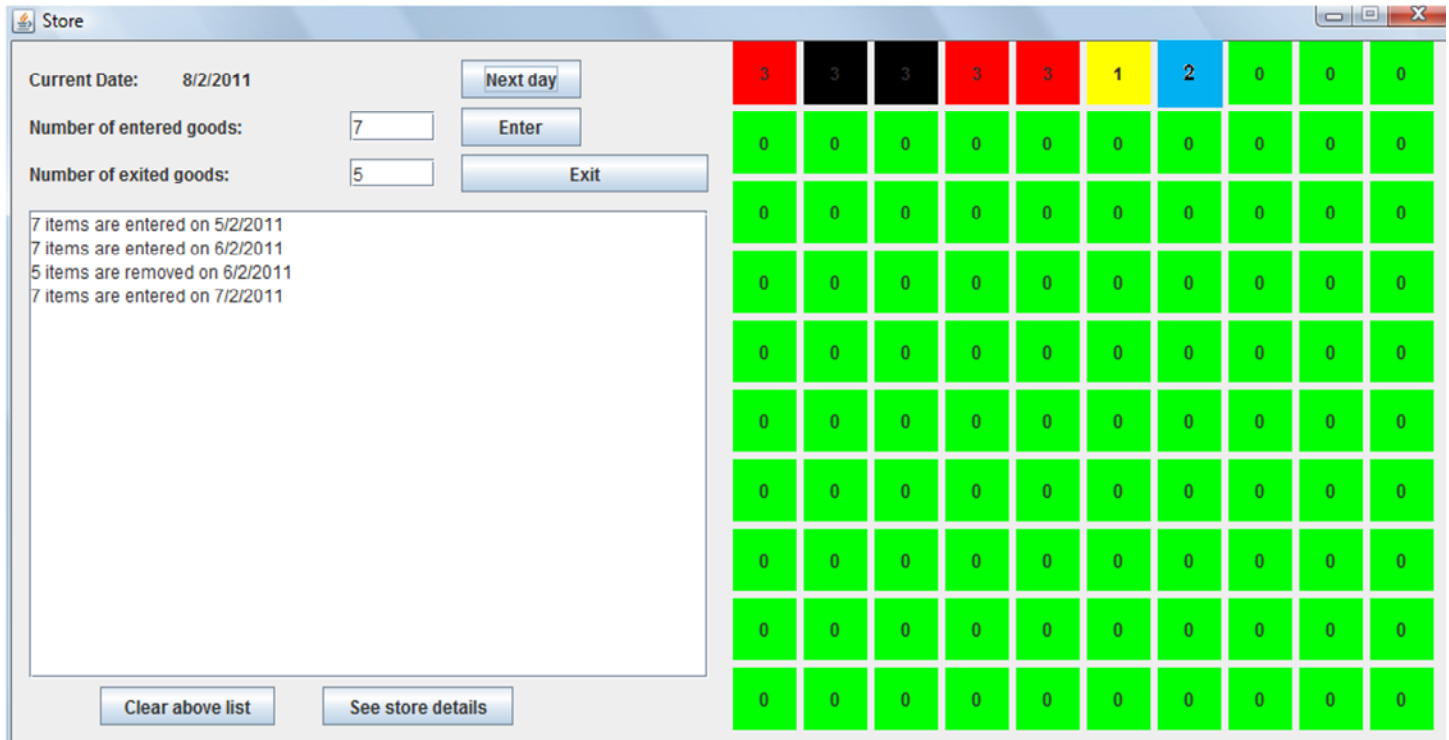 Store
Current Date: 8/2/2011 Next day
Number of entered goods: 7 Enter
Number of exited goods: 5 Exit
7 items are entered on 5/2/2011
7 items are entered on 6/2/2011
5 items are removed on 6/2/2011
7 items are entered on 7/2/2011
Clear above list See store details
3 3 3 3 3 1 2 0 0 0
0 0 0 0 0 0 0 0 0 0
0 0 0 0 0 0 0 0 0 0
0 0 0 0 0 0 0 0 0 0
0 0 0 0 0 0 0 0 0 0
0 0 0 0 0 0 0 0 0 0
0 0 0 0 0 0 0 0 0 0
0 0 0 0 0 0 0 0 0 0
0 0 0 0 0 0 0 0 0 0
0 0 0 0 0 0 0 0 0 0